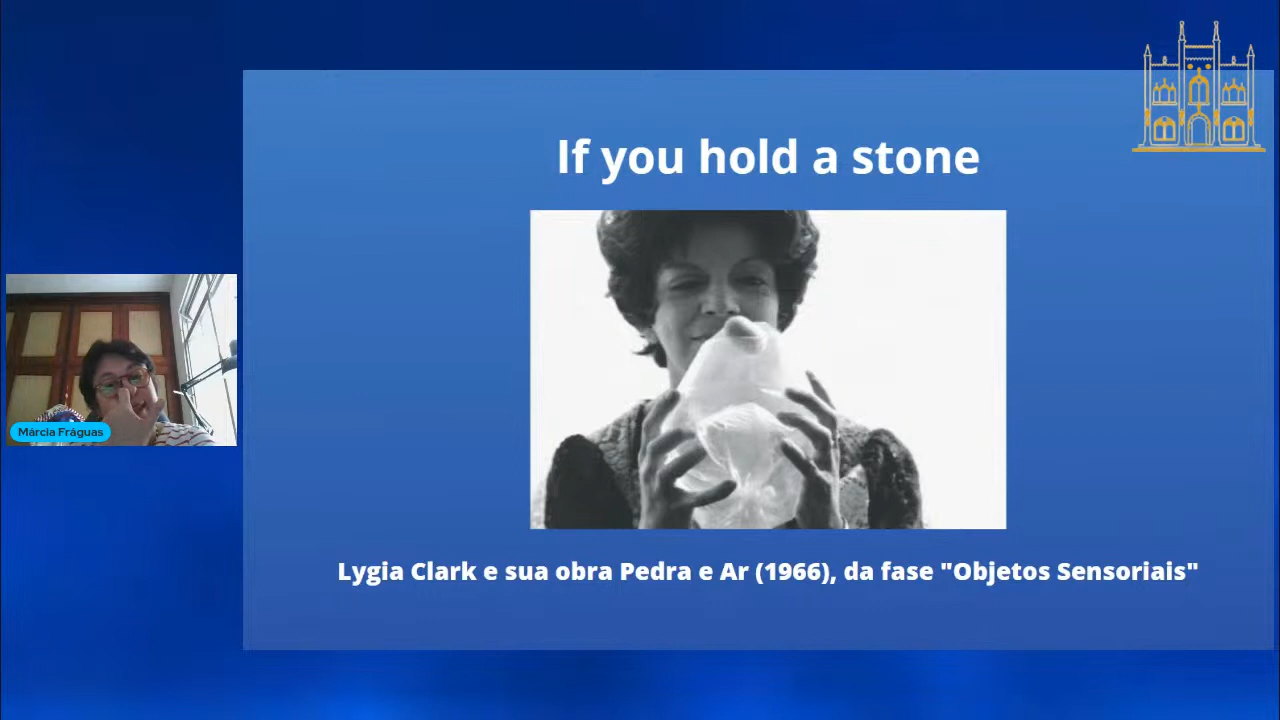 If you hold a stone
Márcia Fráguas
Lygia Clark e sua obra Pedra e Ar (1966), da fase "Objetos Sensoriais"